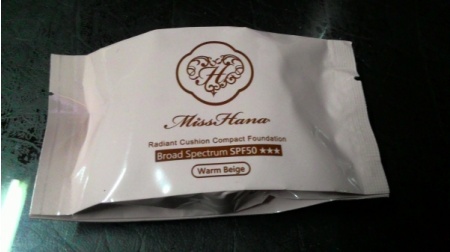 H
MissHana
Radiant Cushion Compact Foundation
Broad Spectrum SPF50 ★★★
Warm Beige